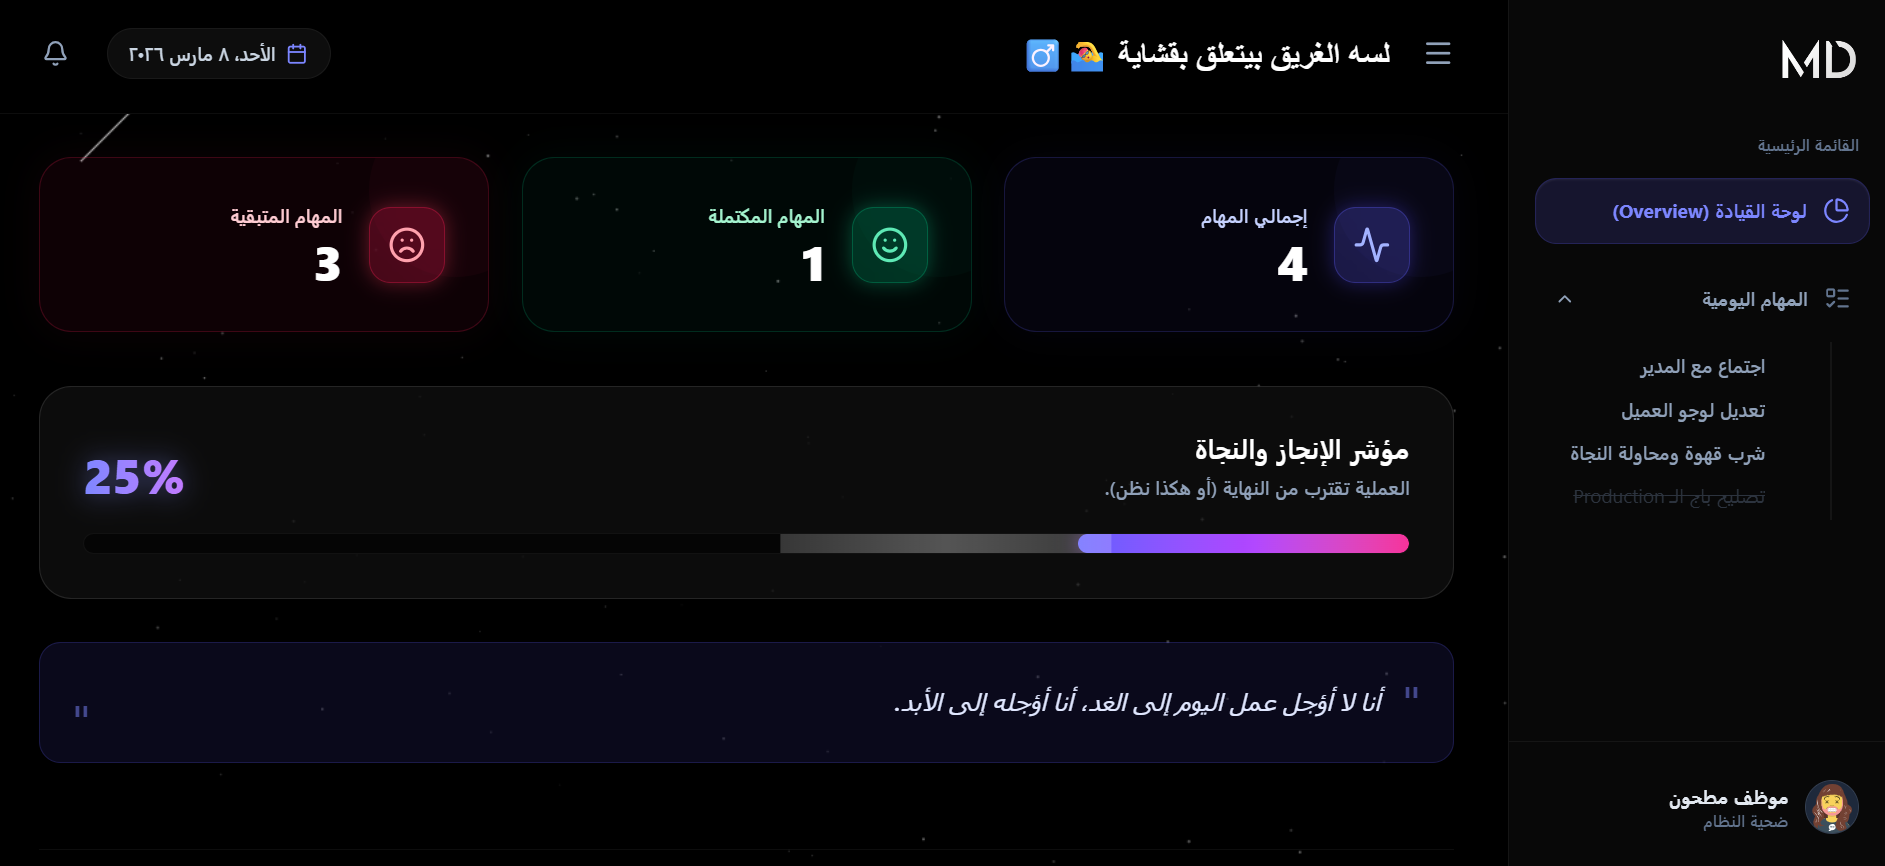 MD
القائمة الرئيسية
لوحة القيادة (Overview)
المهام اليومية
اجتماع مع المدير
تعديل لوجو العميل
شرب قهوة ومحاولة النجاة
تصليح باج الـ Production
موظف مطحون
ضحية النظام
لسه الغريق بيتعلق بقشاية 🏊‍♂️
الأحد، ٨ مارس ٢٠٢٦
إجمالي المهام
4
المهام المكتملة
1
المهام المتبقية
3
مؤشر الإنجاز والنجاة
العملية تقترب من النهاية (أو هكذا نظن).
25%
" أنا لا أؤجل عمل اليوم إلى الغد، أنا أؤجله إلى الأبد. "